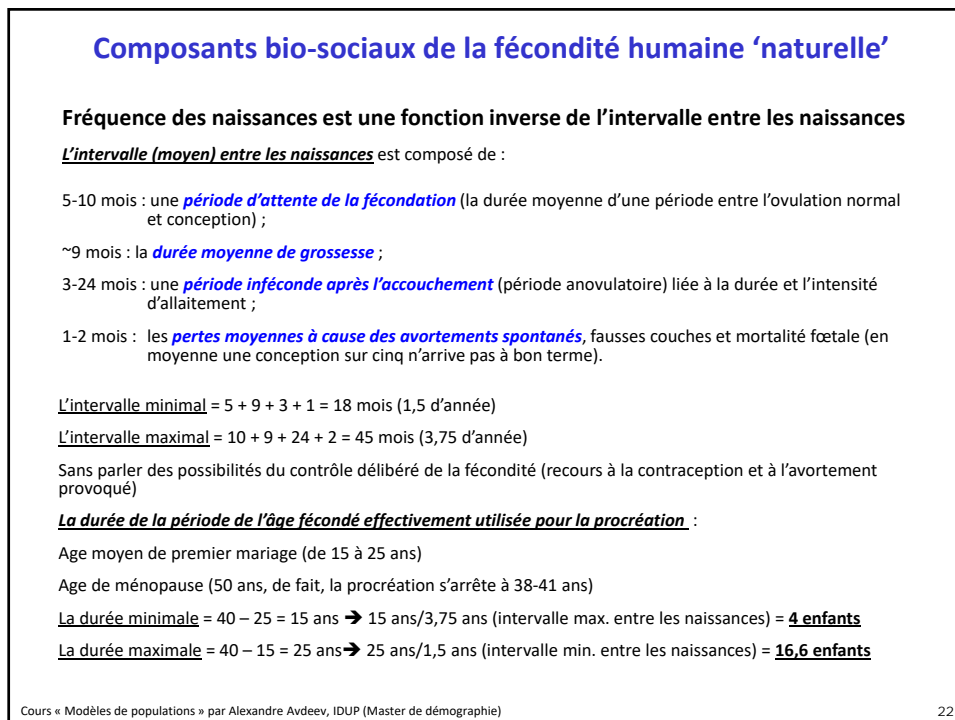 Composants bio-sociaux de la fécondité humaine ‘naturelle’
Fréquence des naissances est une fonction inverse de l’intervalle entre les naissances
L’intervalle (moyen) entre les naissances est composé de :
5-10 mois : une période d’attente de la fécondation (la durée moyenne d’une période entre l’ovulation normal
et conception) ;
~9 mois : la durée moyenne de grossesse ;
3-24 mois : une période inféconde après l’accouchement (période anovulatoire) liée à la durée et l’intensité
d’allaitement ;
1-2 mois : les pertes moyennes à cause des avortements spontanés, fausses couches et mortalité fœtale (en
moyenne une conception sur cinq n’arrive pas à bon terme).
L’intervalle minimal = 5 + 9 + 3 + 1 = 18 mois (1,5 d’année)
L’intervalle maximal = 10 + 9 + 24 + 2 = 45 mois (3,75 d’année)
Sans parler des possibilités du contrôle délibéré de la fécondité (recours à la contraception et à l’avortement
provoqué)
La durée de la période de l’âge fécondé effectivement utilisée pour la procréation :
Age moyen de premier mariage (de 15 à 25 ans)
Age de ménopause (50 ans, de fait, la procréation s’arrête à 38-41 ans)
La durée minimale = 40 – 25 = 15 ans ➔ 15 ans/3,75 ans (intervalle max. entre les naissances) = 4 enfants
La durée maximale = 40 – 15 = 25 ans➔ 25 ans/1,5 ans (intervalle min. entre les naissances) = 16,6 enfants
Cours « Modèles de populations » par Alexandre Avdeev, IDUP (Master de démographie)
22